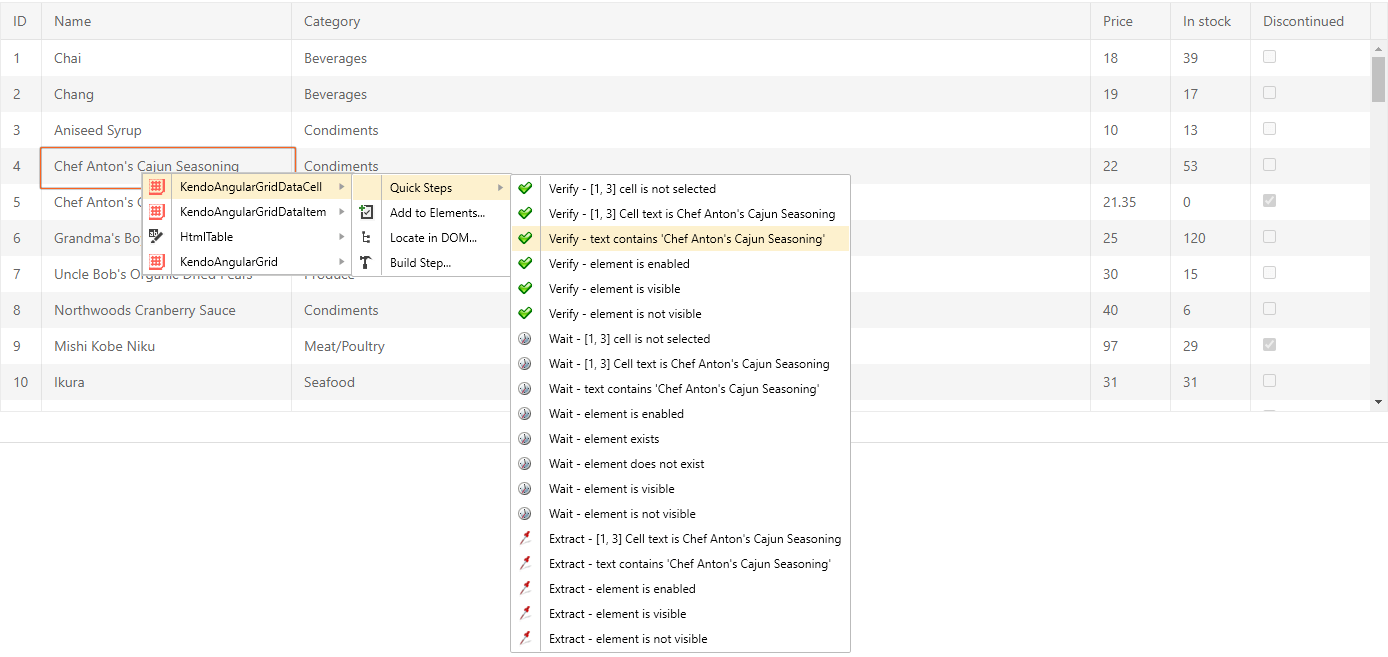 ID Name Category Price In stock Discontinued
1 Chai Beverages 18 39
2 Chang Beverages 19 17
3 Aniseed Syrup Condiments 10 13
4 Chef Anton's Cajun Seasoning Condiments 22 53
5 Chef Anton's 21.35 0
6 Grandma's Bo 25 120
7 Uncle Bob's Organic Dried Pears Produce 30 15
8 Northwoods Cranberry Sauce Condiments 40 6
9 Mishi Kobe Niku Meat/Poultry 97 29
10 Ikura Seafood 31 31
KendoAngularGridDataCell
KendoAngularGridDataItem
HtmlTable
KendoAngularGrid
Quick Steps
Add to Elements...
Locate in DOM...
Build Step...
Verify - [1, 3] cell is not selected
Verify - [1, 3] Cell text is Chef Anton's Cajun Seasoning
Verify - text contains 'Chef Anton's Cajun Seasoning'
Verify - element is enabled
Verify - element is visible
Verify - element is not visible
Wait - [1, 3] cell is not selected
Wait - [1, 3] Cell text is Chef Anton's Cajun Seasoning
Wait - text contains 'Chef Anton's Cajun Seasoning'
Wait - element is enabled
Wait - element exists
Wait - element does not exist
Wait - element is visible
Wait - element is not visible
Extract - [1, 3] Cell text is Chef Anton's Cajun Seasoning
Extract - text contains 'Chef Anton's Cajun Seasoning'
Extract - element is enabled
Extract - element is visible
Extract - element is not visible